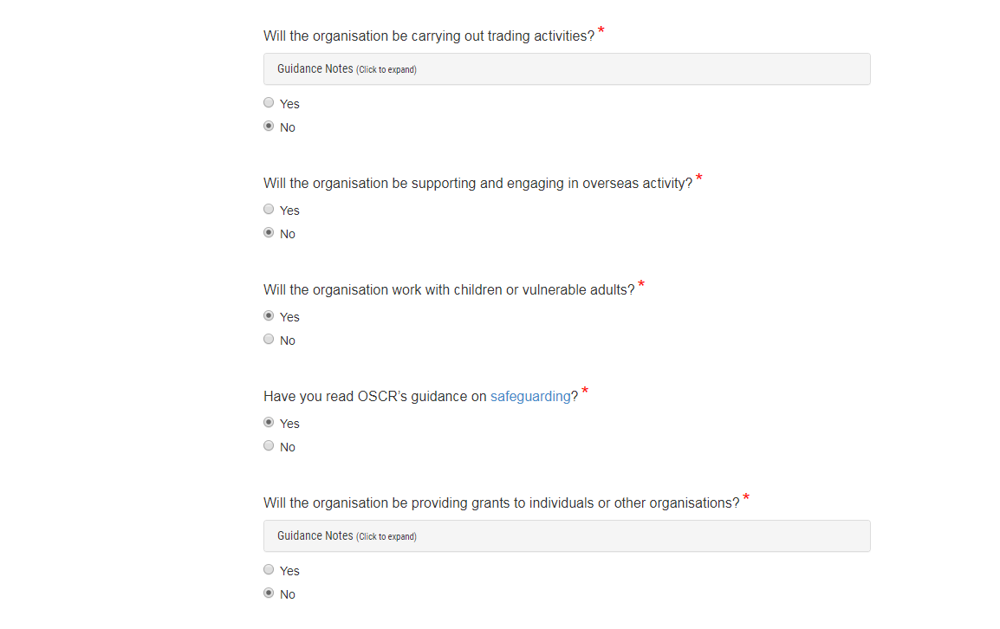 Will the organisation be carrying out trading activities? *
Guidance Notes (Click to expand)
Yes
No
Will the organisation be supporting and engaging in overseas activity? *
Yes
No
Will the organisation work with children or vulnerable adults? *
Yes
No
Have you read OSCR’s guidance on safeguarding? *
Yes
No
Will the organisation be providing grants to individuals or other organisations? *
Guidance Notes (Click to expand)
Yes
No